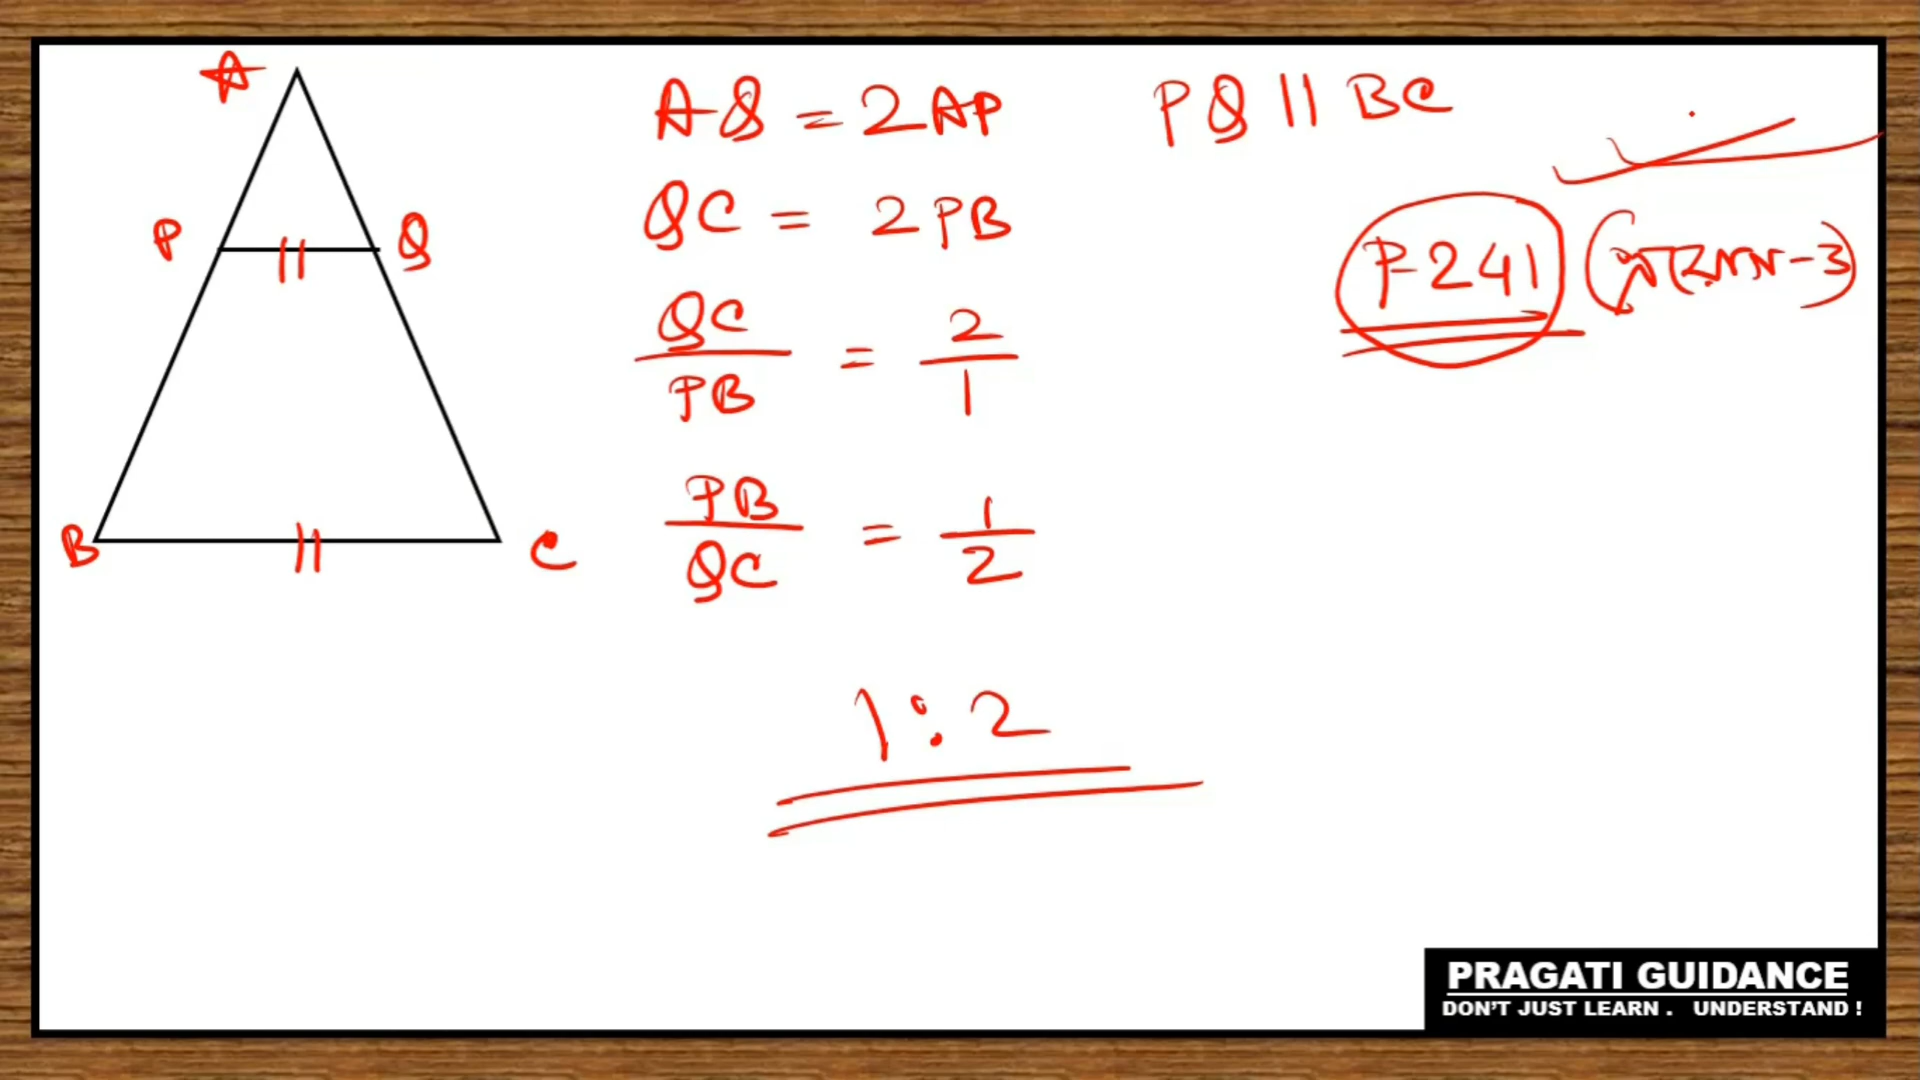 A
P
Q
B
C
AQ = 2AP
QC = 2PB
QC/PB = 2/1
PB/QC = 1/2
1:2
PQ || BC
P-241
PRAGATI GUIDANCE
DON'T JUST LEARN . UNDERSTAND !